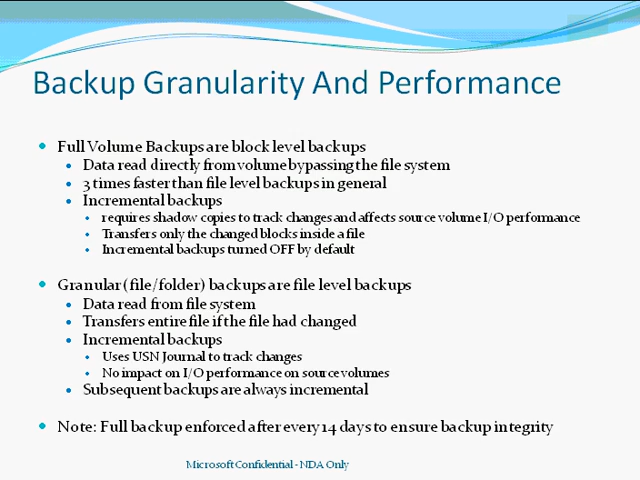 Backup Granularity And Performance
Full Volume Backups are block level backups
Data read directly from volume bypassing the file system
3 times faster than file level backups in general
Incremental backups
requires shadow copies to track changes and affects source volume I/O performance
Transfers only the changed blocks inside a file
Incremental backups turned OFF by default
Granular (file/folder) backups are file level backups
Data read from file system
Transfers entire file if the file had changed
Incremental backups
Uses USN Journal to track changes
No impact on I/O performance on source volumes
Subsequent backups are always incremental
Note: Full backup enforced after every 14 days to ensure backup integrity
Microsoft Confidential - NDA Only